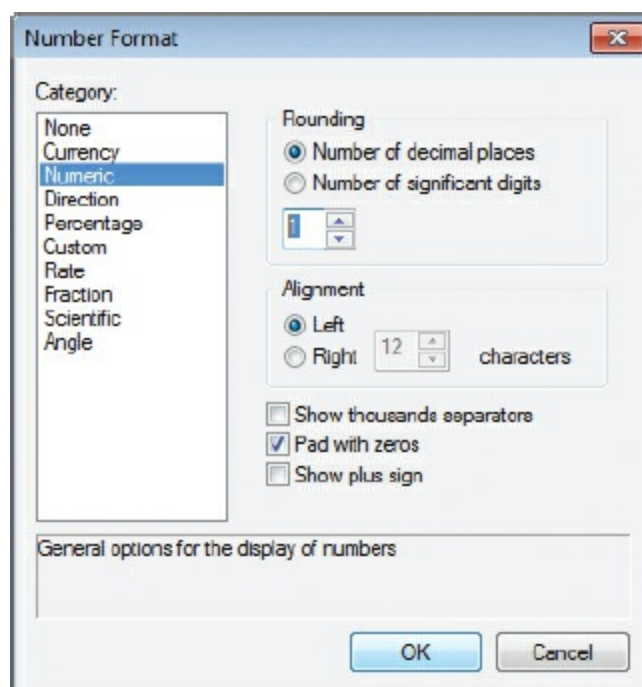 Number Format
Category:
None
Currency
Numeric
Direction
Percentage
Custom
Rate
Fraction
Scientific
Angle
Rounding
Number of decimal places
Number of significant digits
1
Alignment
Left
Right 12 characters
Show thousands separators
Pad with zeros
Show plus sign
General options for the display of numbers
OK Cancel